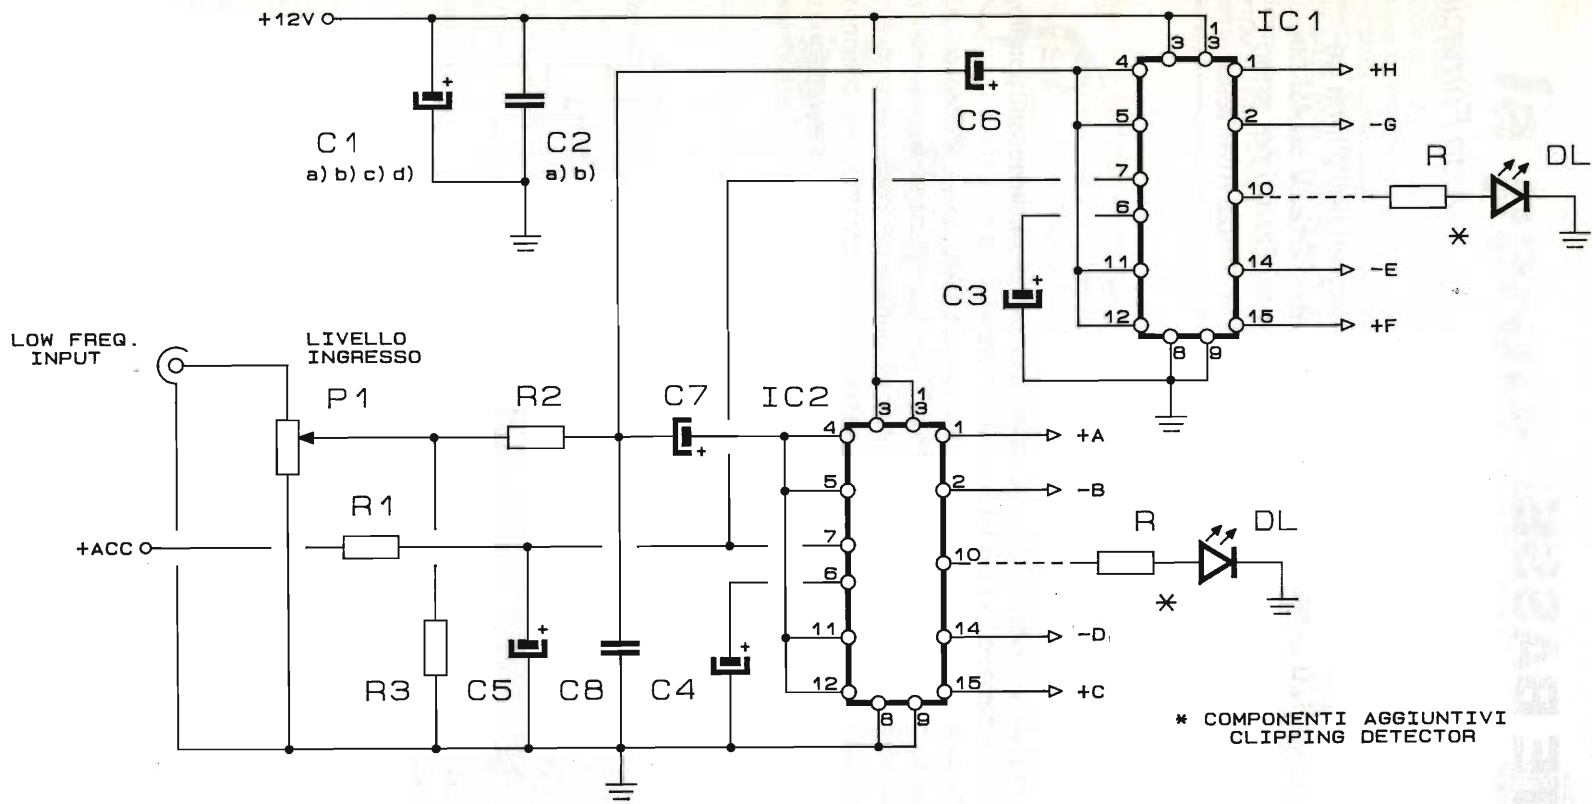 +12V
IC1
3
1
3
4
1
+H
C6
5
2
-G
C1
a) b) c) d)
C2
a) b)
R
DL
7
10
6
*
11
14
-E
C3
12
15
+F
8
9
LOW FREQ.
INPUT
LIVELLO
INGRESSO
P1
R2
C7
IC2
3
1
3
4
1
+A
5
2
-B
R1
R
DL
+ACC
7
10
6
*
11
14
-D
R3
C5
C8
C4
12
15
+C
8
9
* COMPONENTI AGGIUNTIVI
CLIPPING DETECTOR